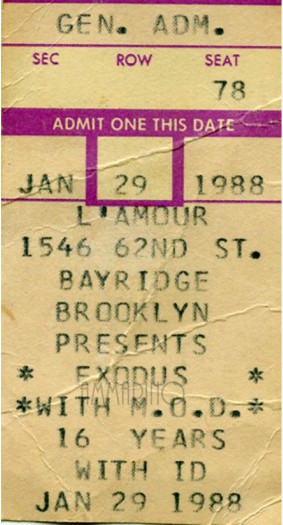 GEN. ADM.
SEC ROW SEAT
78
ADMIT ONE THIS DATE
JAN 29 1988
L'AMOUR
1546 62ND ST.
BAYRIDGE
BROOKLYN
PRESENTS
* EXODUS *
*WITH M.O.D.*
16 YEARS
WITH ID
JAN 29 1988